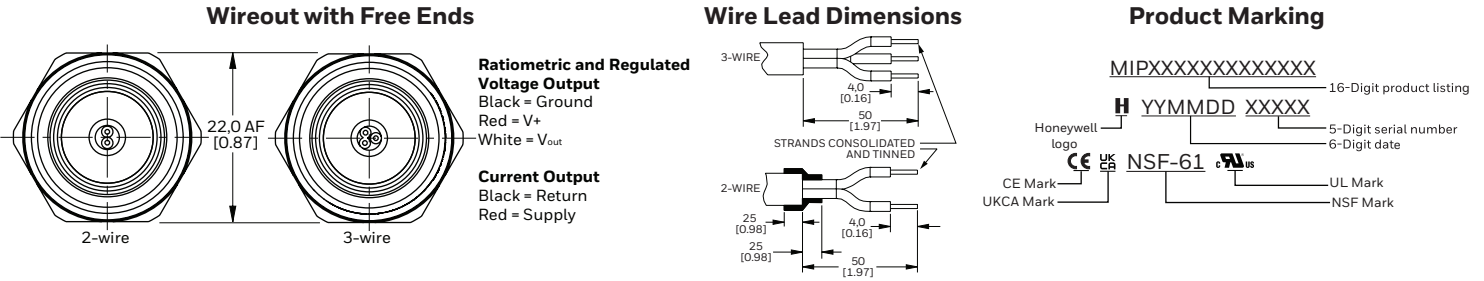 Wireout with Free Ends
22,0 AF
[0.87]
2-wire
3-wire
Ratiometric and Regulated
Voltage Output
Black = Ground
Red = V+
White = Vout
Current Output
Black = Return
Red = Supply
Wire Lead Dimensions
3-WIRE
4,0
[0.16]
50
[1.97]
STRANDS CONSOLIDATED
AND TINNED
2-WIRE
25
[0.98]
4,0
[0.16]
25
[0.98]
50
[1.97]
Product Marking
MIPXXXXXXXXXXXXX
16-Digit product listing
H YYMMDD XXXXX
Honeywell
logo
5-Digit serial number
6-Digit date
CE UK
CA NSF-61 c RU US
CE Mark
UL Mark
UKCA Mark
NSF Mark